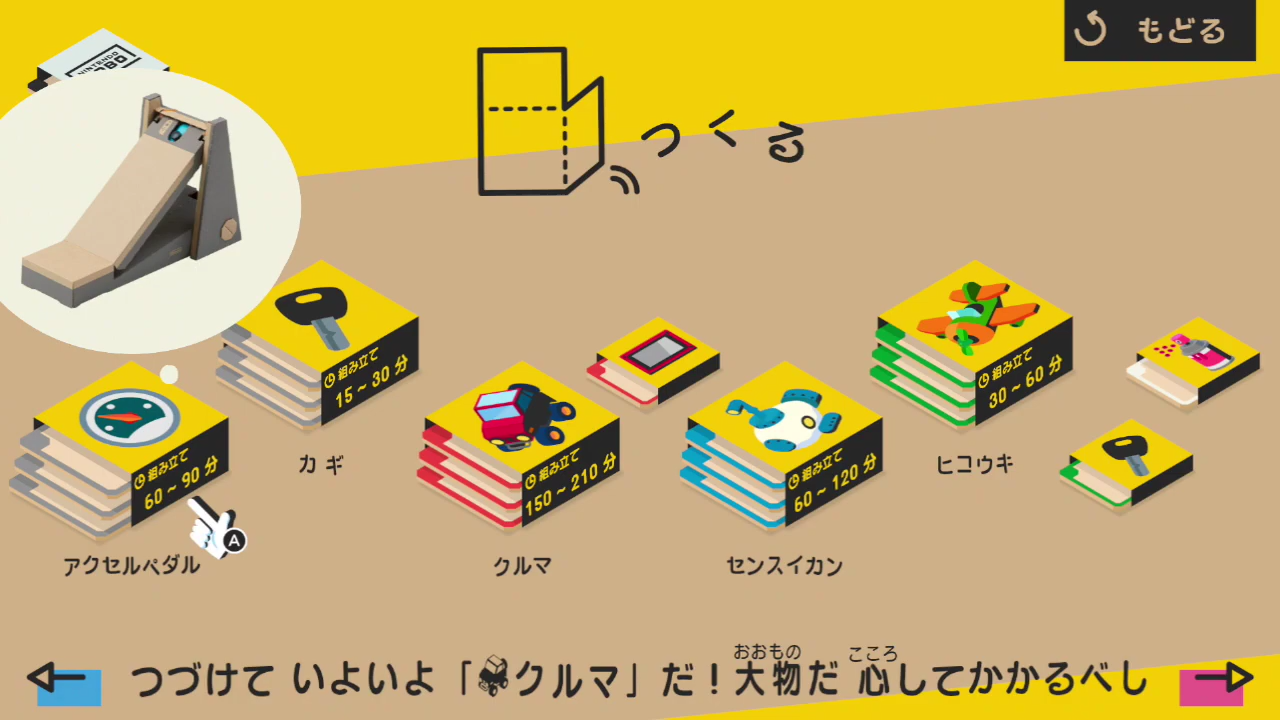 もどる
NINTENDO
つくる
組み立て
15 ~ 30 分
組み立て
30 ~ 60 分
組み立て
60 ~ 90 分
組み立て
150 ~ 210 分
組み立て
60 ~ 120 分
カギ
ヒコウキ
A
アクセルペダル
クルマ
センスイカン
おおもの こころ
つづけて いよいよ「クルマ」だ!大物だ 心してかかるべし